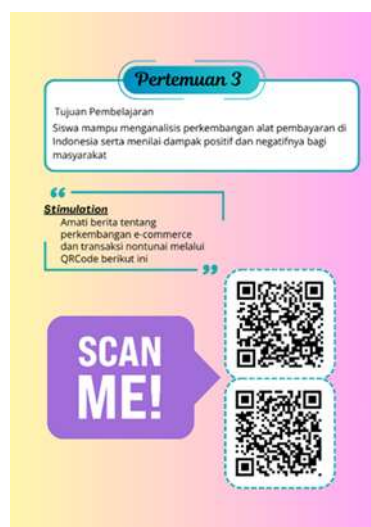 Pertemuan 3
Tujuan Pembelajaran
Siswa mampu menganalisis perkembangan alat pembayaran di
Indonesia serta menilai dampak positif dan negatifnya bagi
masyarakat
Stimulation
Amati berita tentang
perkembangan e-commerce
dan transaksi nontunai melalui
QRCode berikut ini
SCAN
ME!